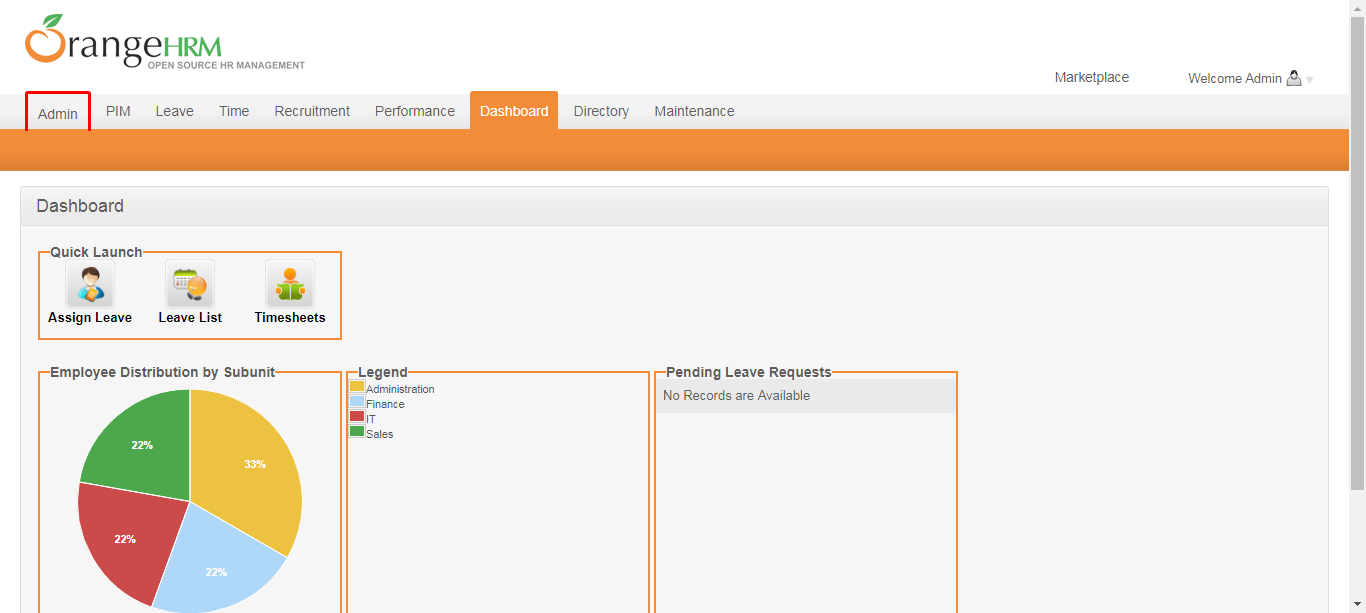 OrangeHRM
OPEN SOURCE HR MANAGEMENT
Marketplace Welcome Admin
Admin PIM Leave Time Recruitment Performance Dashboard Directory Maintenance
Dashboard
Quick Launch
Assign Leave Leave List Timesheets
Employee Distribution by Subunit
22%
33%
22%
22%
Legend
Administration
Finance
IT
Sales
Pending Leave Requests
No Records are Available